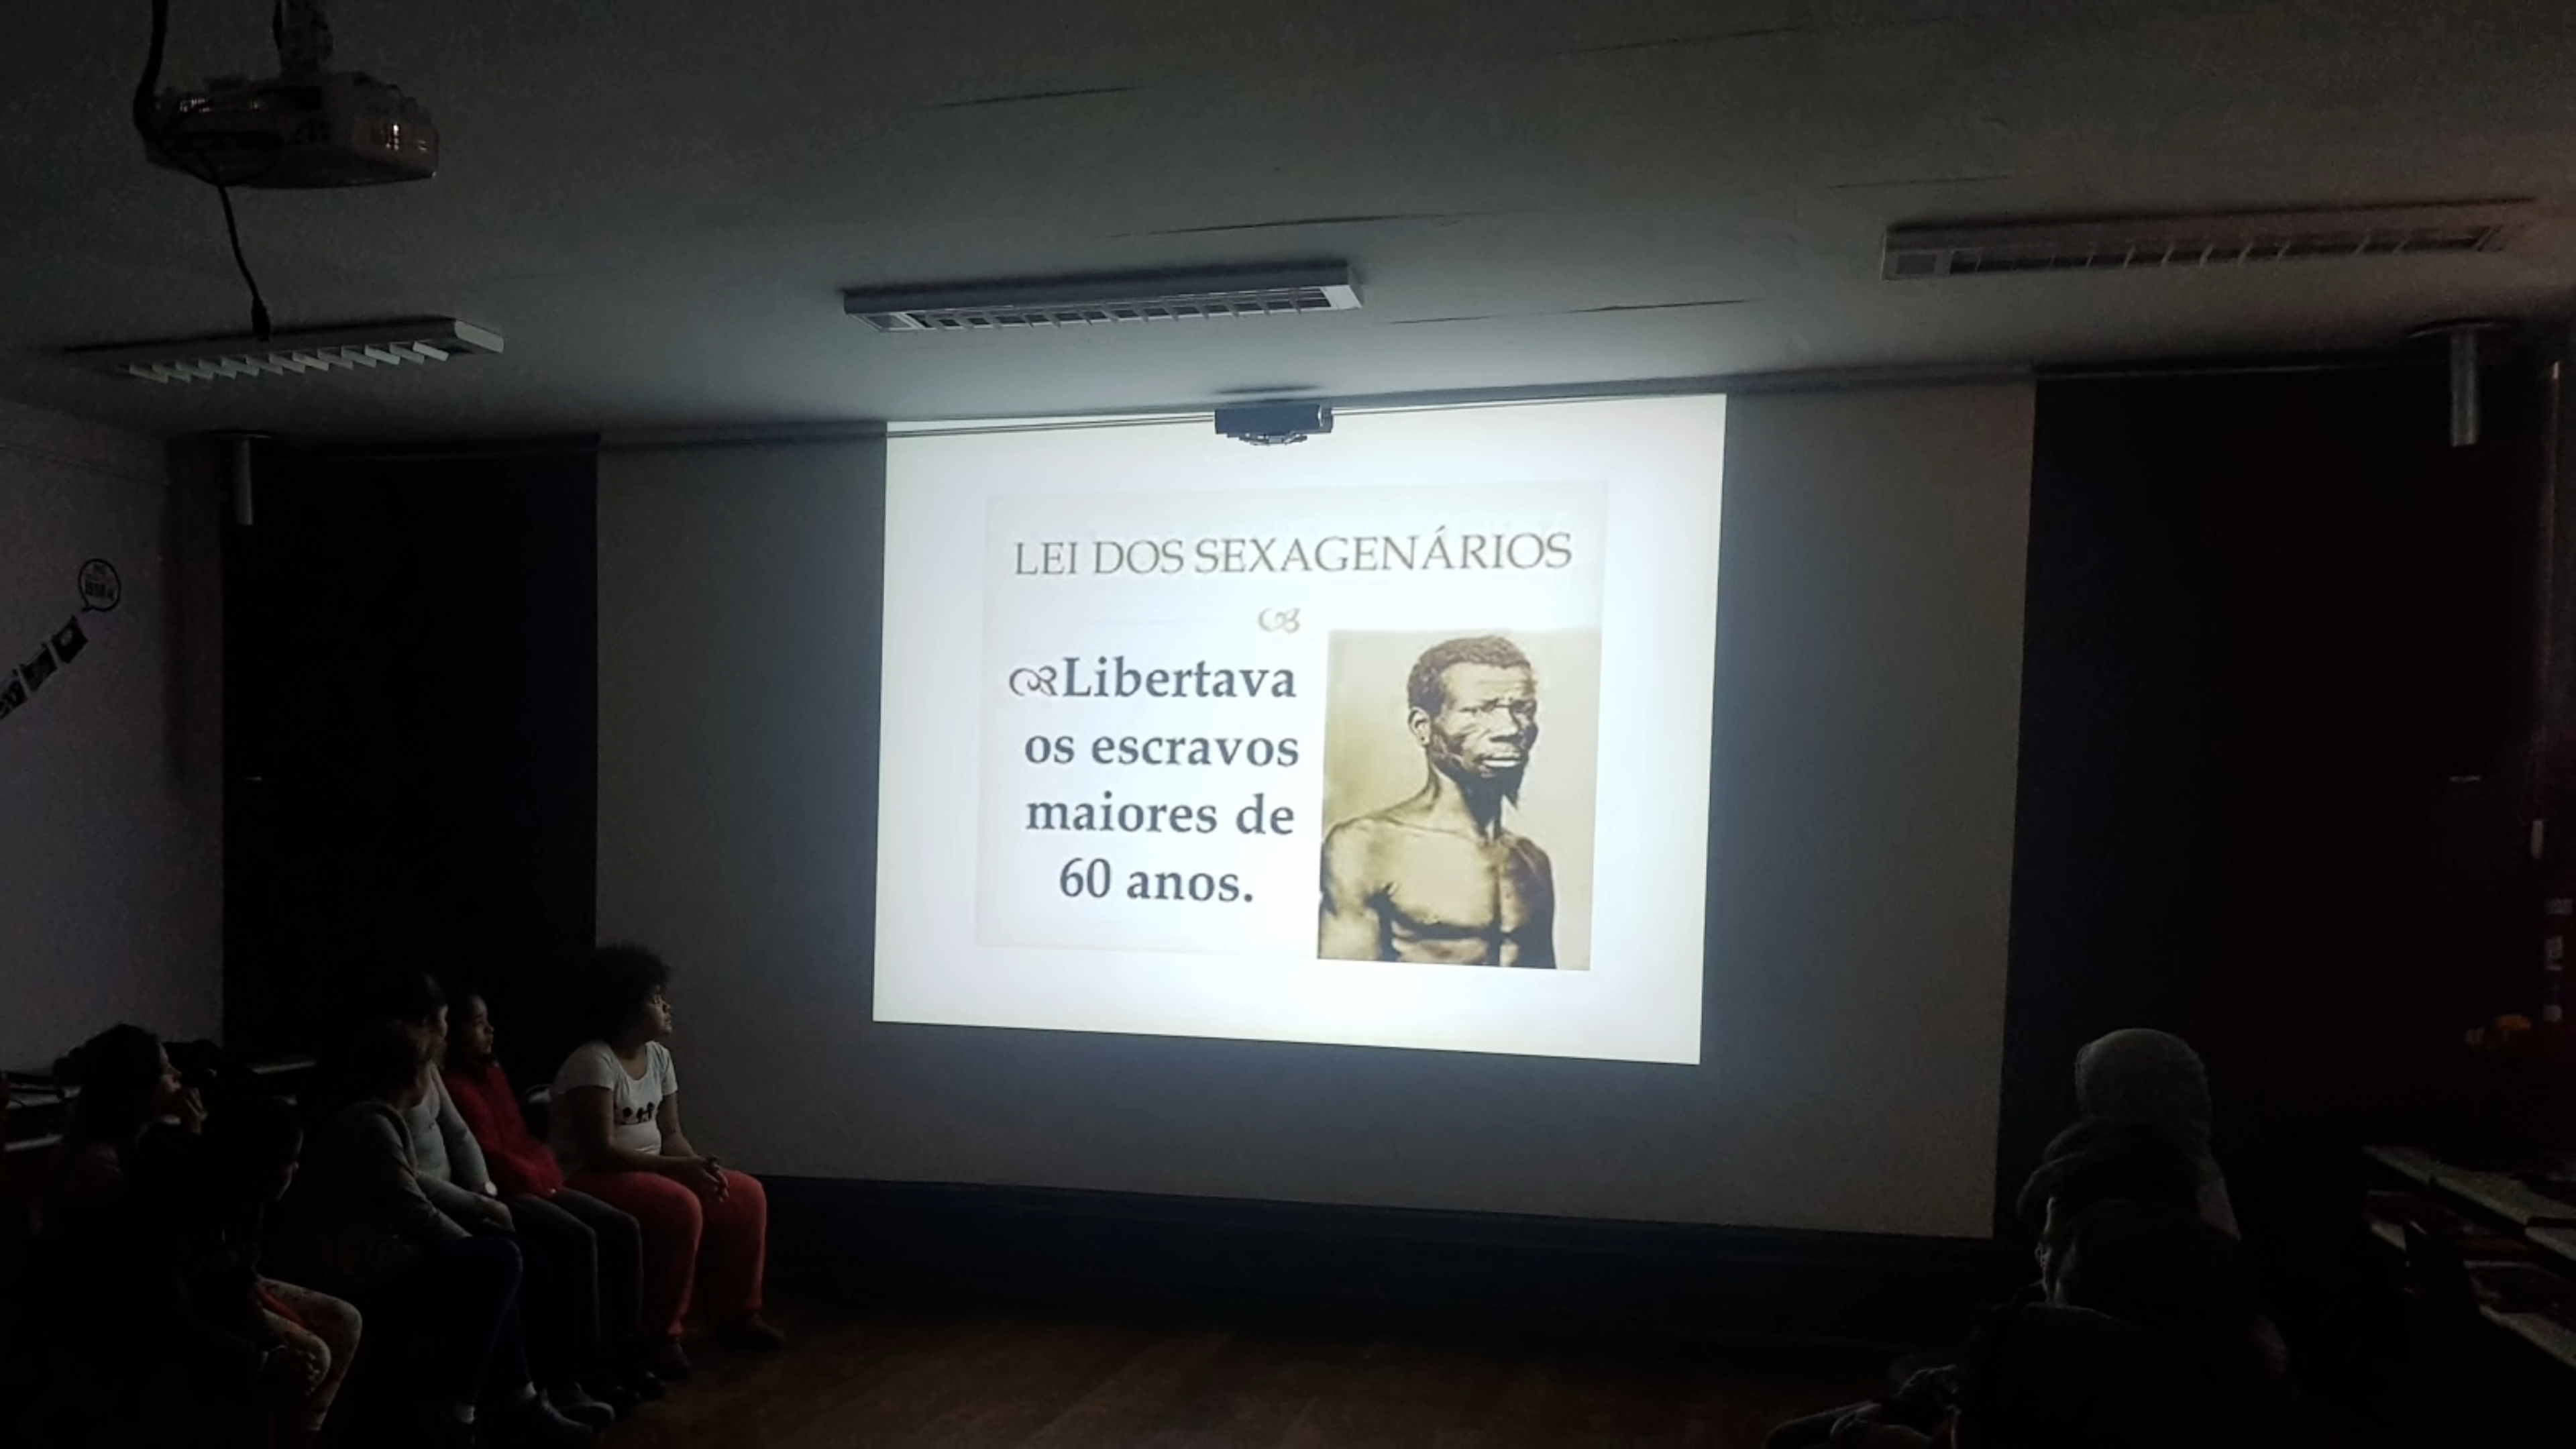 LEI DOS SEXAGENÁRIOS
Libertava
os escravos
maiores de
60 anos.